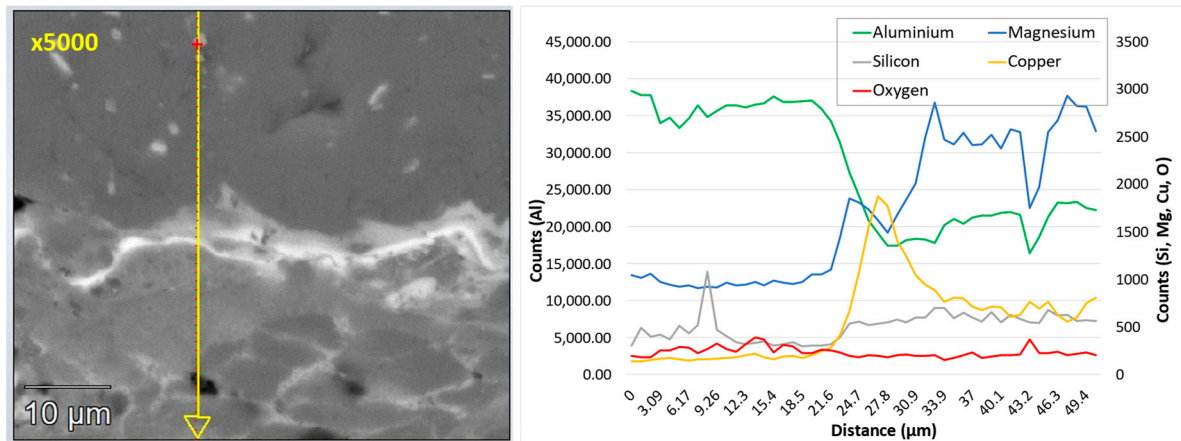 x5000
10 µm
Aluminium Magnesium
Silicon Copper
Oxygen
45,000.00 3500
40,000.00 3000
35,000.00
30,000.00 2500
25,000.00 2000
20,000.00 1500
15,000.00
10,000.00 1000
5,000.00 500
0.00 0
Counts (Al)
Counts (Si, Mg, Cu, O)
0 3.09 6.17 9.26 12.3 15.4 18.5 21.6 24.7 27.8 30.9 33.9 37 40.1 43.2 46.3 49.4
Distance (µm)